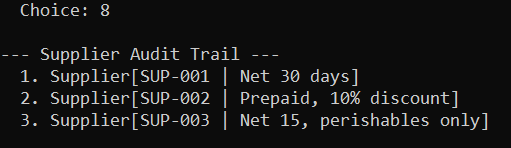 Choice: 8
--- Supplier Audit Trail ---
1. Supplier[SUP-001 | Net 30 days]
2. Supplier[SUP-002 | Prepaid, 10% discount]
3. Supplier[SUP-003 | Net 15, perishables only]